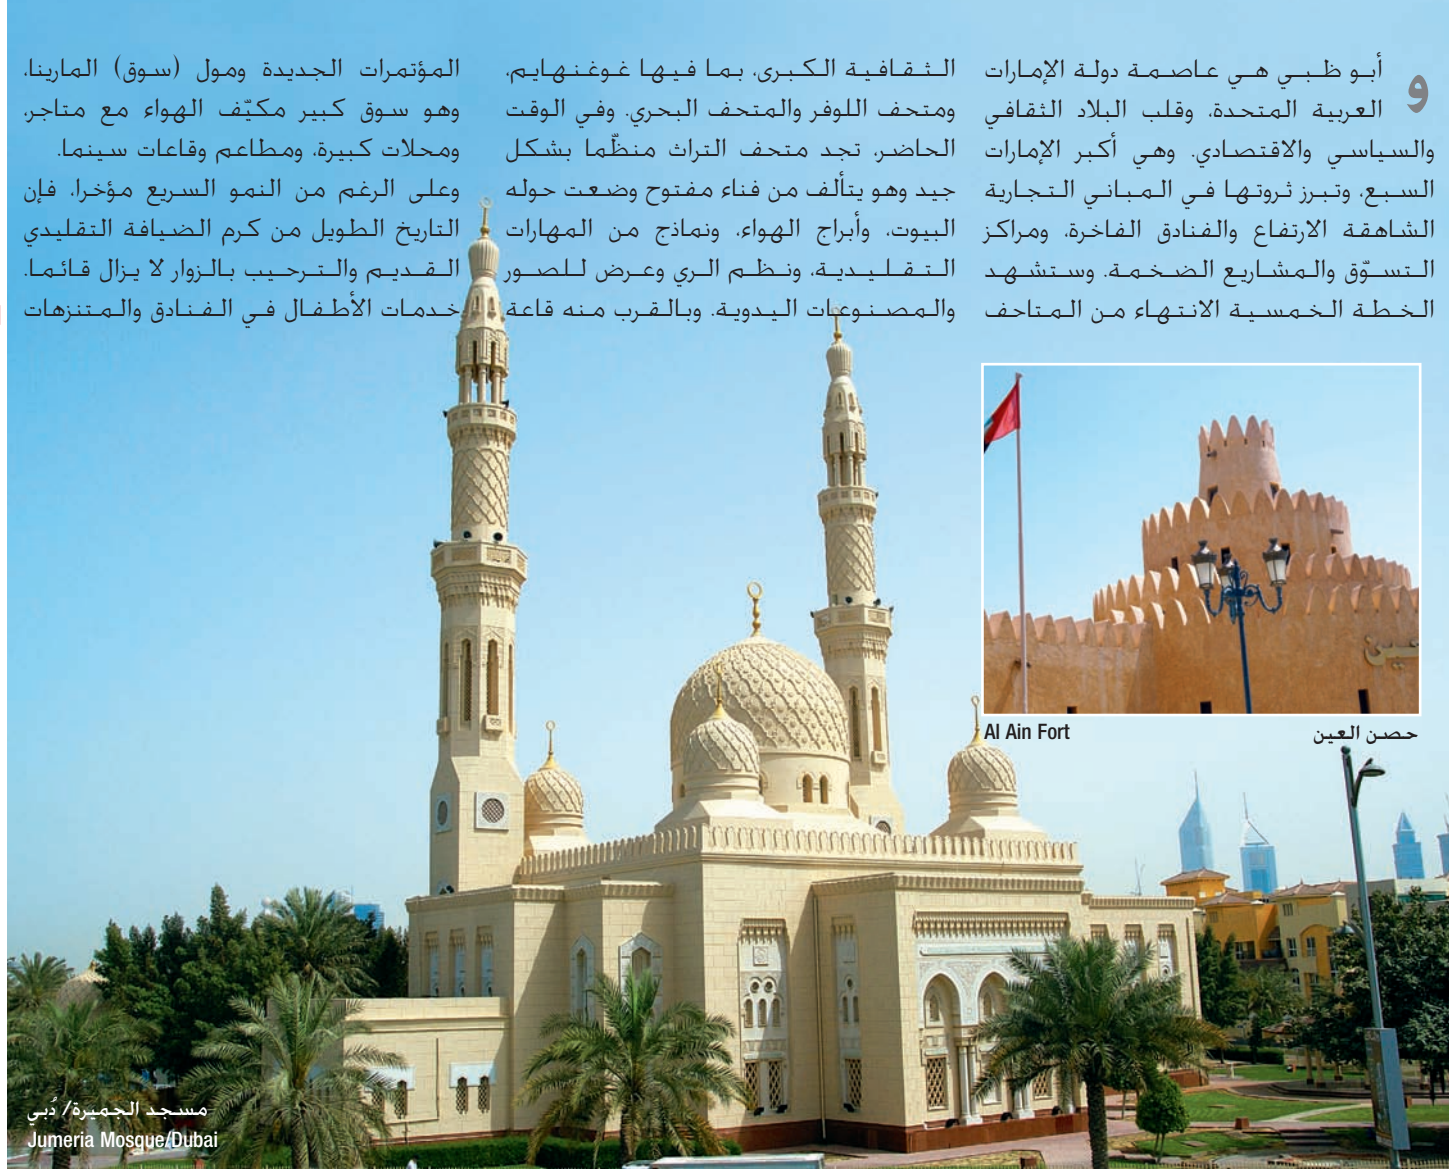 و
أبو ظبي هي عاصمة دولة الإمارات
العربية المتحدة، وقلب البلاد الثقافي
والسياسي والاقتصادي. وهي أكبر الإمارات
السبع، وتبرز ثروتها في المباني التجارية
الشاهقة الارتفاع والفنادق الفاخرة، ومراكز
التسوّق والمشاريع الضخمة. وستشهد
الخطة الخمسية الانتهاء من المتاحف
الثقافية الكبرى، بما فيها غوغنهايم،
ومتحف اللوفر والمتحف البحري. وفي الوقت
الحاضر، تجد متحف التراث منظّما بشكل
جيد وهو يتألف من فناء مفتوح وضعت حوله
البيوت، وأبراج الهواء، ونماذج من المهارات
التقليدية، ونظم الري وعرض للصور
والمصنوعات اليدوية. وبالقرب منه قاعة
المؤتمرات الجديدة ومول (سوق) المارينا،
وهو سوق كبير مكيّف الهواء مع متاجر،
ومحلات كبيرة، ومطاعم وقاعات سينما.
وعلى الرغم من النمو السريع مؤخرا، فإن
التاريخ الطويل من كرم الضيافة التقليدي
القديم والترحيب بالزوار لا يزال قائما.
خدمات الأطفال في الفنادق والمتنزهات
ين
حصن العين
Al Ain Fort
مسجد الجميرة/ دُبي
Jumeria Mosque/Dubai